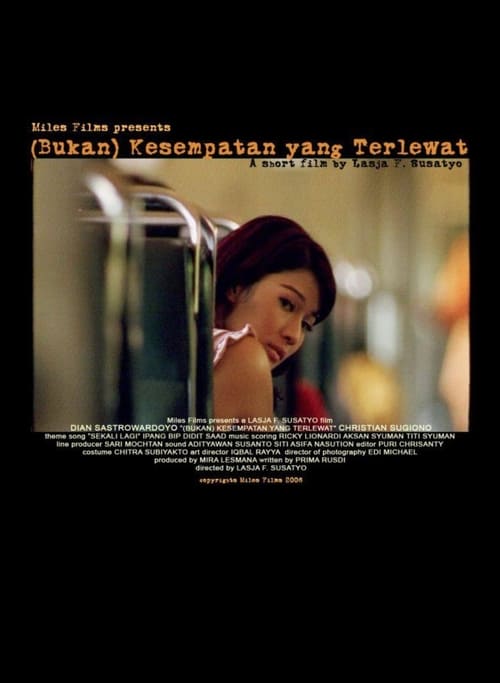 Miles Films presents
(Bukan) Kesempatan yang Terlewat
A short film by Lasja F. Susatyo
Miles Films presents a LASJA F. SUSATYO film
DIAN SASTROWARDOYO "(BUKAN) KESEMPATAN YANG TERLEWAT" CHRISTIAN SUGIONO
theme song "SEKALI LAGI" IPANG BIP DIDIT SAAD music scoring RICKY LIONARDI AKSAN SYUMAN TITI SYUMAN
line producer SARI MOCHTAN sound ADITYAWAN SUSANTO SITI ASIFA NASUTION editor PURI CHRISANTY
costume CHITRA SUBIYAKTO art director IQBAL RAYYA director of photography EDI MICHAEL
produced by MIRA LESMANA written by PRIMA RUSDI
directed by LASJA F. SUSATYO
copyrights Miles Films 2006